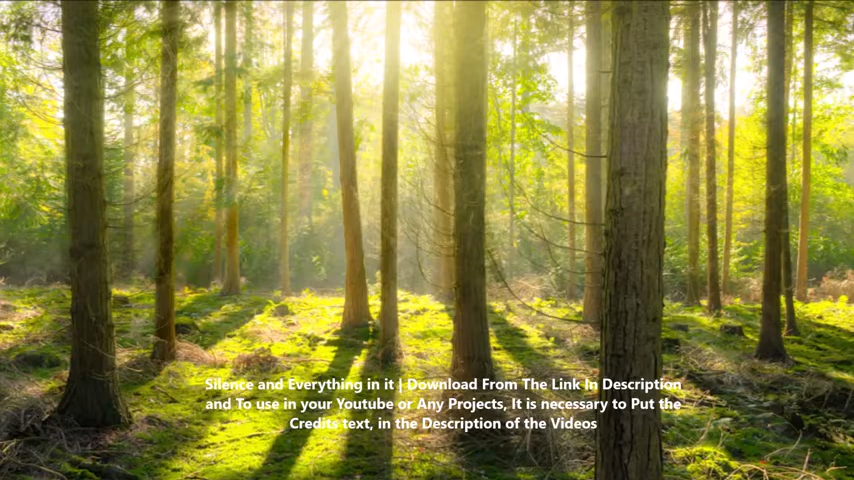 Silence and Everything in it | Download From The Link In Description
and To use in your Youtube or Any Projects, It is necessary to Put the
Credits text, in the Description of the Videos